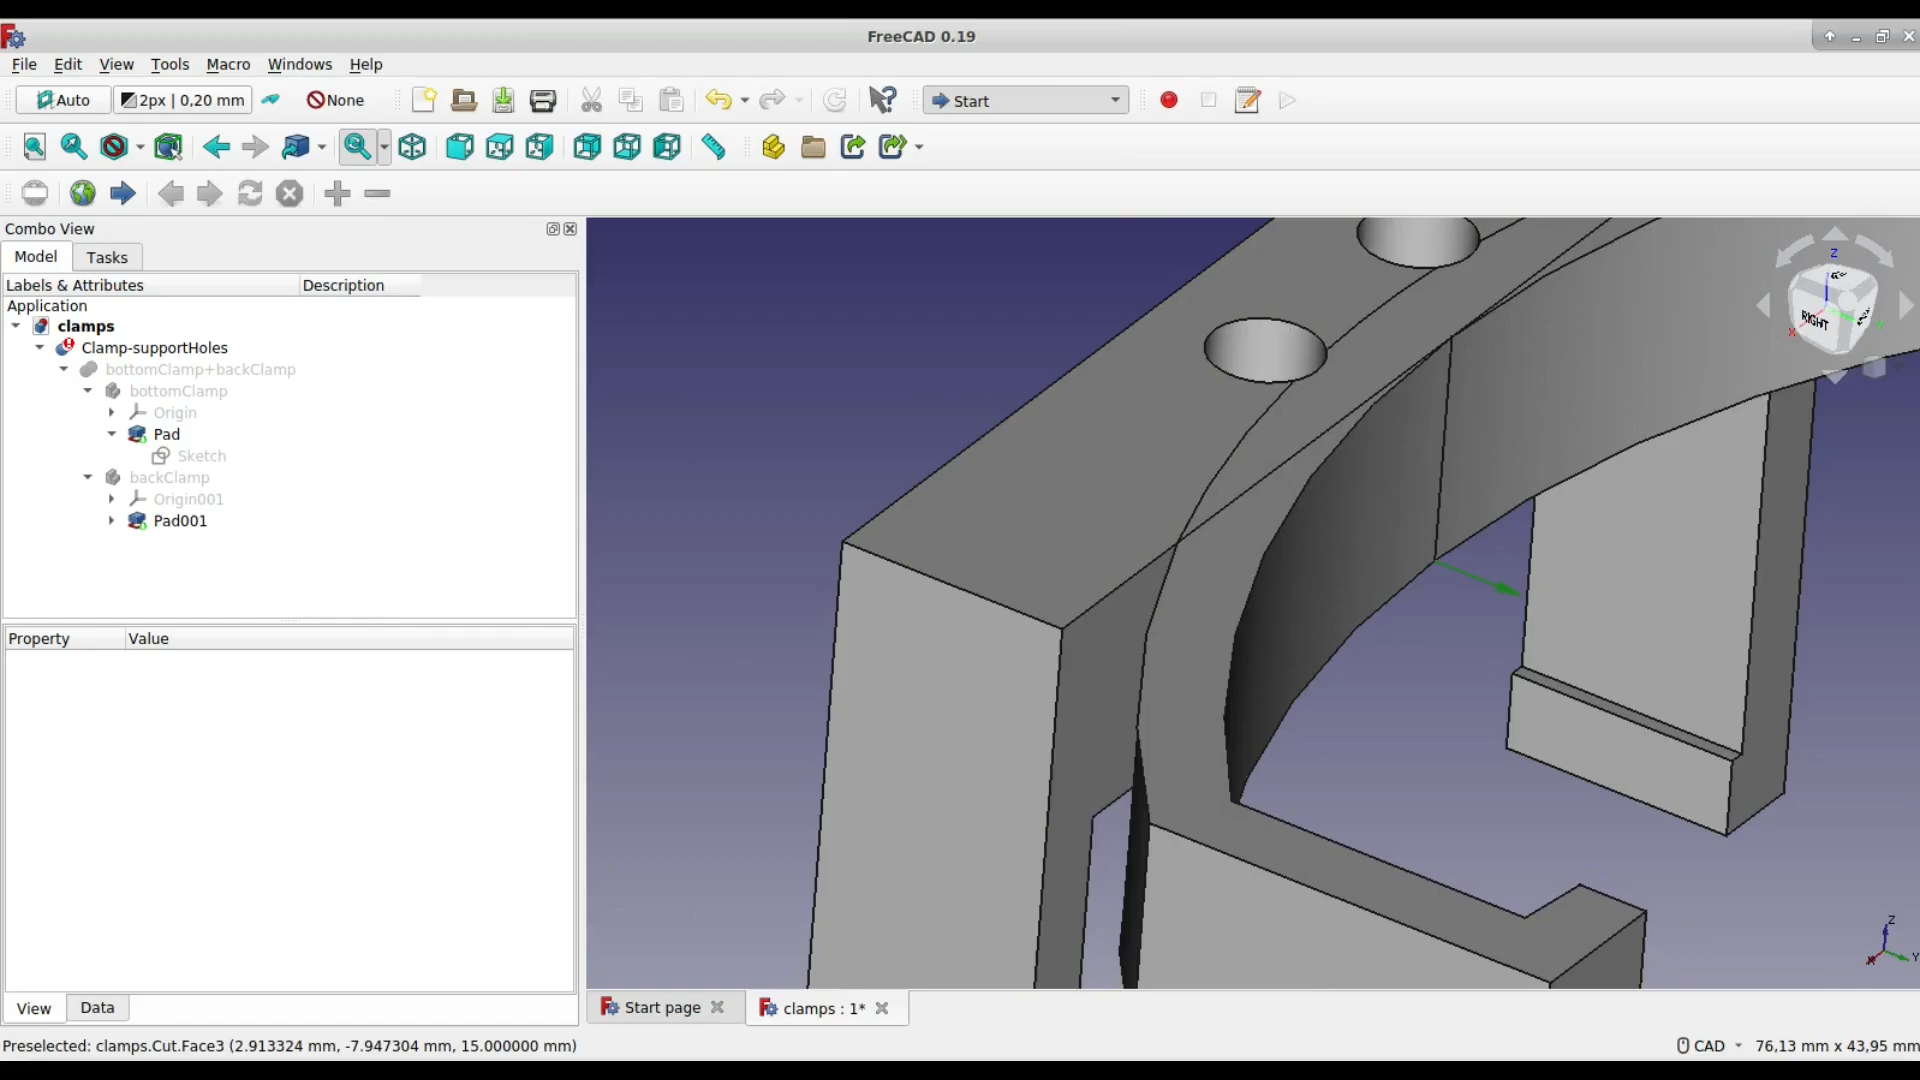 FreeCAD 0.19
File Edit View Tools Macro Windows Help
Auto 2px | 0,20 mm None Start
Combo View
Model Tasks
Labels & Attributes Description
Application
clamps
Clamp-supportHoles
bottomClamp+backClamp
bottomClamp
Origin
Pad
Sketch
backClamp
Origin001
Pad001
Property Value
View Data
Z
RIGHT
X
Y
Z
Y
Start page clamps : 1*
Preselected: clamps.Cut.Face3 (2.913324 mm, -7.947304 mm, 15.000000 mm) CAD 76,13 mm x 43,95 mm